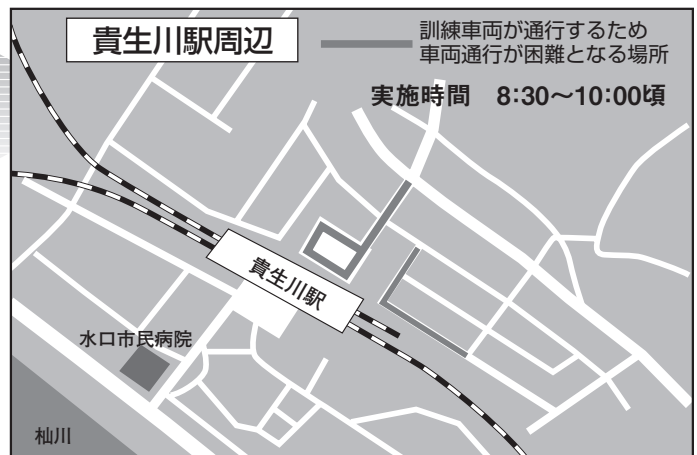 貴生川駅周辺
訓練車両が通行するため
車両通行が困難となる場所
実施時間　8:30〜10:00頃
貴生川駅
水口市民病院
杣川